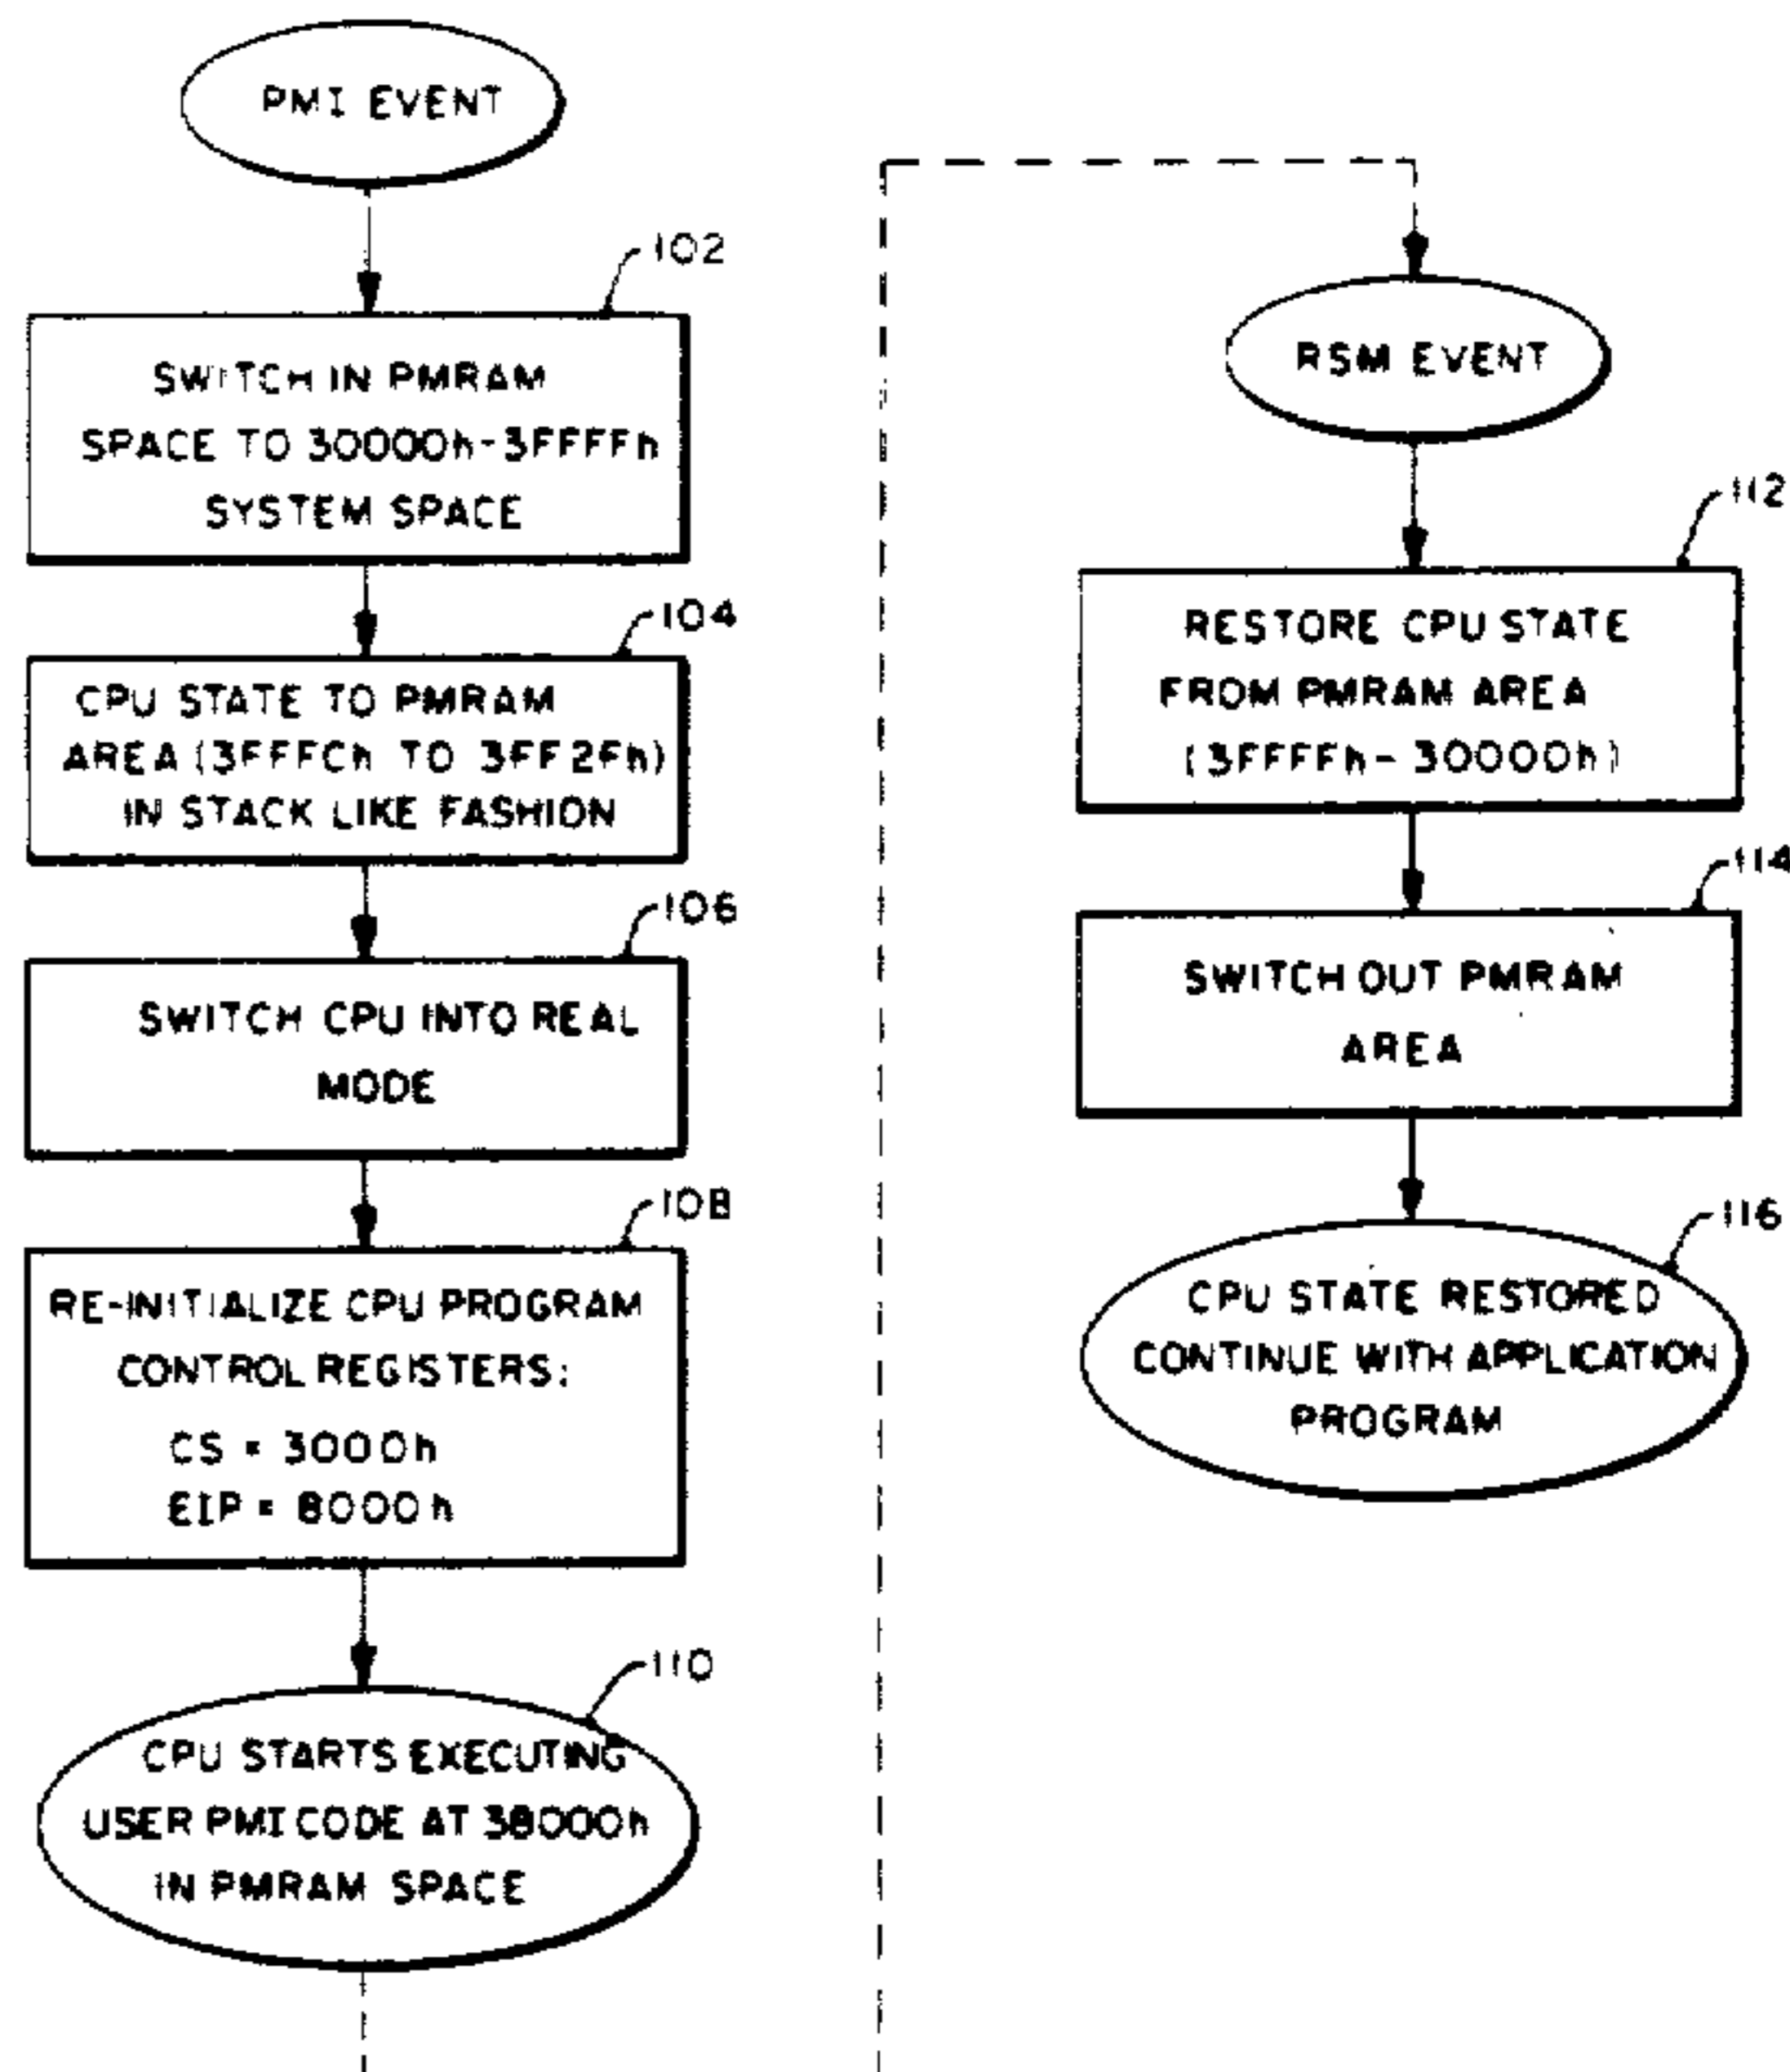 PMI EVENT
102
SWITCH IN PMRAM
SPACE TO 30000h-3FFFFh
SYSTEM SPACE
104
CPU STATE TO PMRAM
AREA (3FFFCh TO 3FF2Fh)
IN STACK LIKE FASHION
106
SWITCH CPU INTO REAL
MODE
108
RE-INITIALIZE CPU PROGRAM
CONTROL REGISTERS:
CS = 3000h
EIP = 8000h
110
CPU STARTS EXECUTING
USER PMI CODE AT 38000h
IN PMRAM SPACE
RSM EVENT
112
RESTORE CPU STATE
FROM PMRAM AREA
(3FFFFh- 30000h)
114
SWITCH OUT PMRAM
AREA
116
CPU STATE RESTORED
CONTINUE WITH APPLICATION
PROGRAM